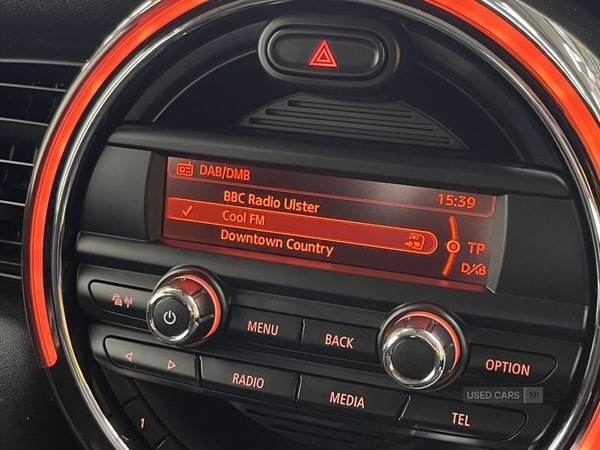 DAB/DMB
BBC Radio Ulster 15:39
✓ Cool FM
Downtown Country
TP
DAB
MENU BACK
OPTION
RADIO MEDIA TEL
1
USED CARS NI